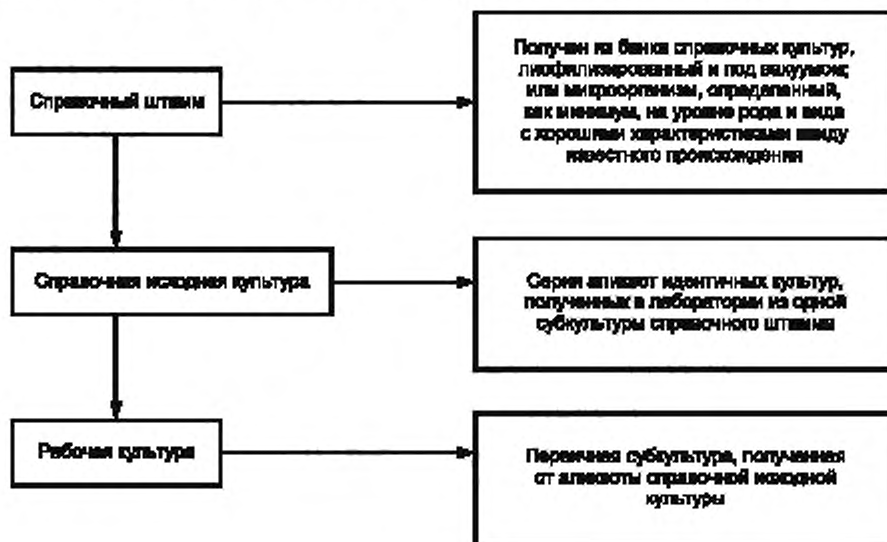 Справочный штамм
Получен из банка справочных культур,
лиофилизированный и под вакуумом;
или микроорганизм, определенный,
как минимум, на уровне рода и вида
с хорошими характеристиками ввиду
известного происхождения
Справочная исходная культура
Серия аликвот идентичных культур,
полученных в лаборатории из одной
субкультуры справочного штамма
Рабочая культура
Первичная субкультура, полученная
от аликвоты справочной исходной
культуры